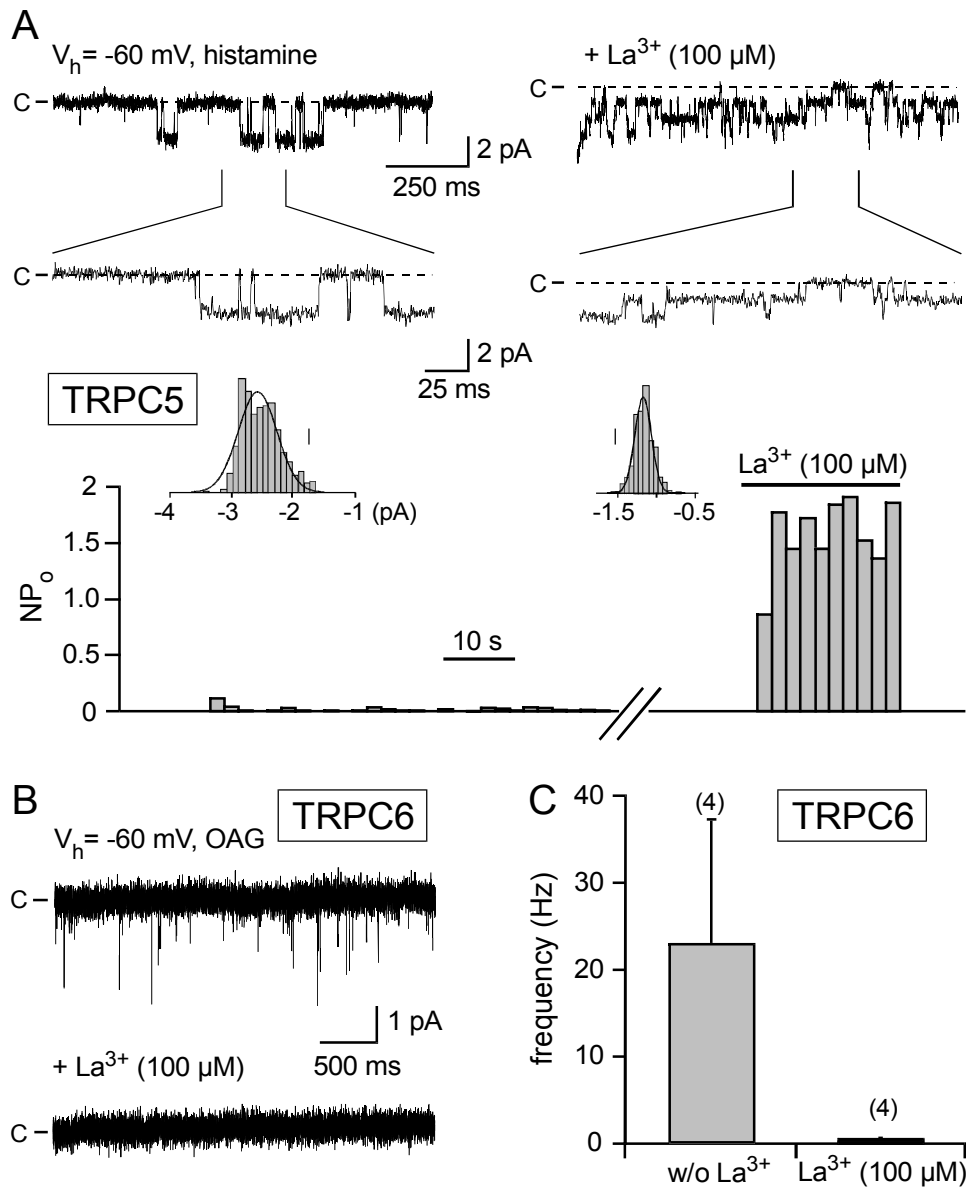 A
Vh= -60 mV, histamine
+ La3+ (100 µM)
C
C
2 pA
250 ms
C
C
2 pA
25 ms
TRPC5
-4 -3 -2 -1 (pA)
-1.5 -0.5
La3+ (100 µM)
2
1.5
1.0
0.5
0
NPo
10 s
B
TRPC6
Vh= -60 mV, OAG
C
1 pA
500 ms
+ La3+ (100 µM)
C
C
TRPC6
40
30
20
10
0
frequency (Hz)
(4)
(4)
w/o La3+
La3+ (100 µM)